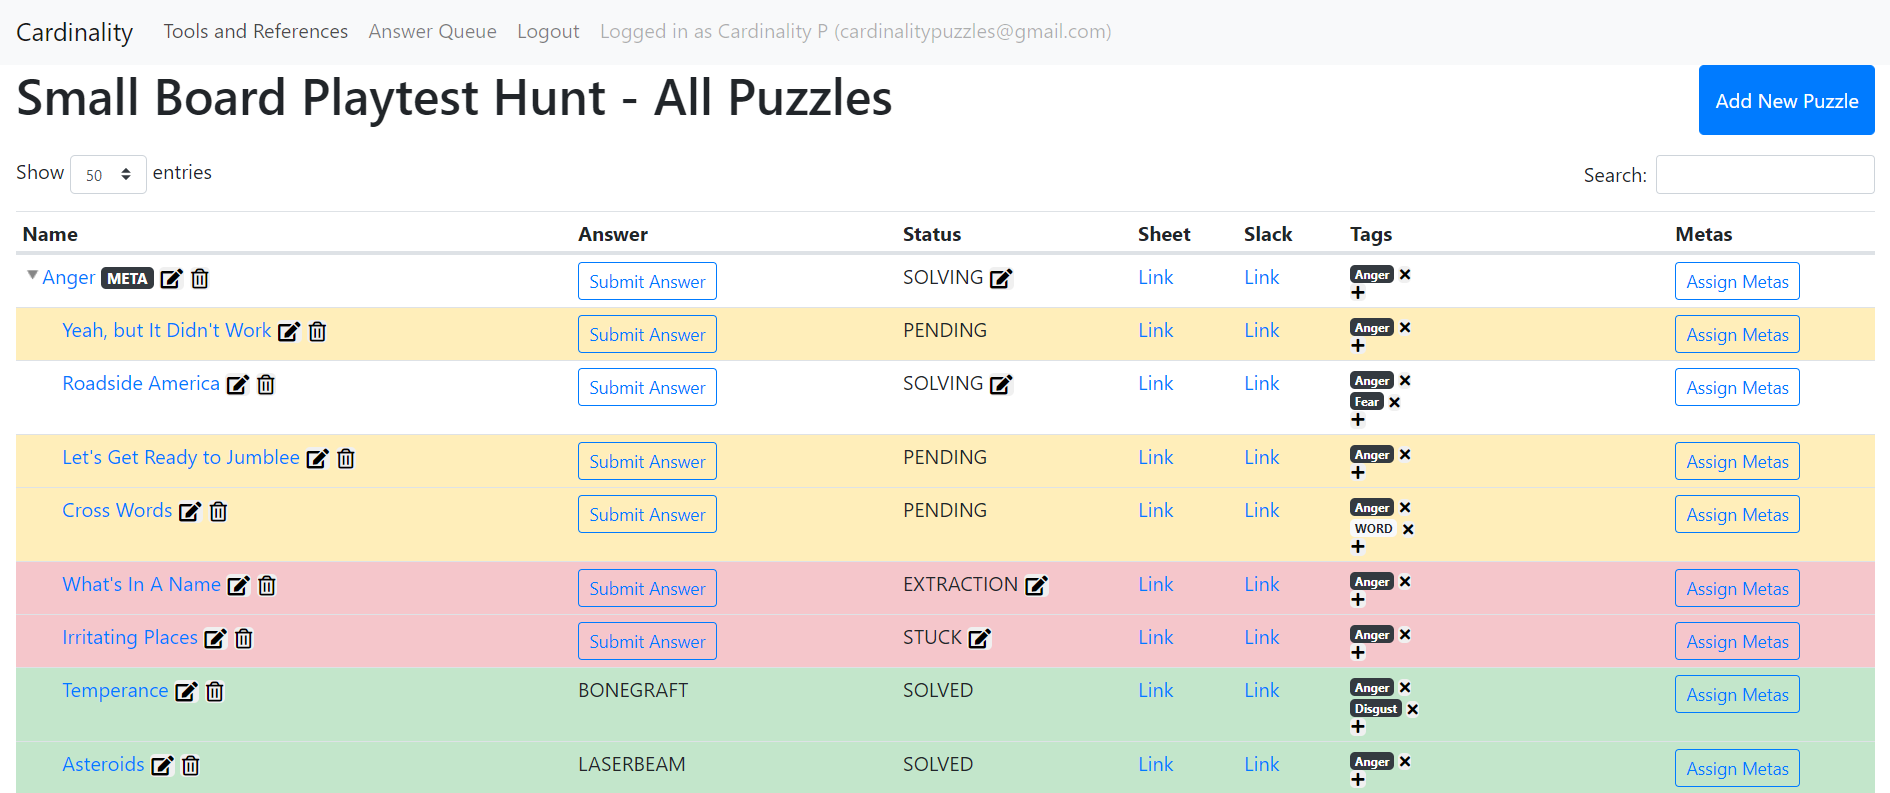 Cardinality Tools and References Answer Queue Logout Logged in as Cardinality P (cardinalitypuzzles@gmail.com)
Small Board Playtest Hunt - All Puzzles
Add New Puzzle
Show 50 entries
Search:
Name Answer Status Sheet Slack Tags Metas
Anger META Submit Answer SOLVING Link Link Anger Assign Metas
Yeah, but It Didn't Work Submit Answer PENDING Link Link Anger Assign Metas
Roadside America Submit Answer SOLVING Link Link Anger Assign Metas
Fear
Let's Get Ready to Jumblee Submit Answer PENDING Link Link Anger Assign Metas
Cross Words Submit Answer PENDING Link Link Anger Assign Metas
WORD
What's In A Name Submit Answer EXTRACTION Link Link Anger Assign Metas
Irritating Places Submit Answer STUCK Link Link Anger Assign Metas
Temperance BONEGRAFT SOLVED Link Link Anger Assign Metas
Disgust
Asteroids LASERBEAM SOLVED Link Link Anger Assign Metas